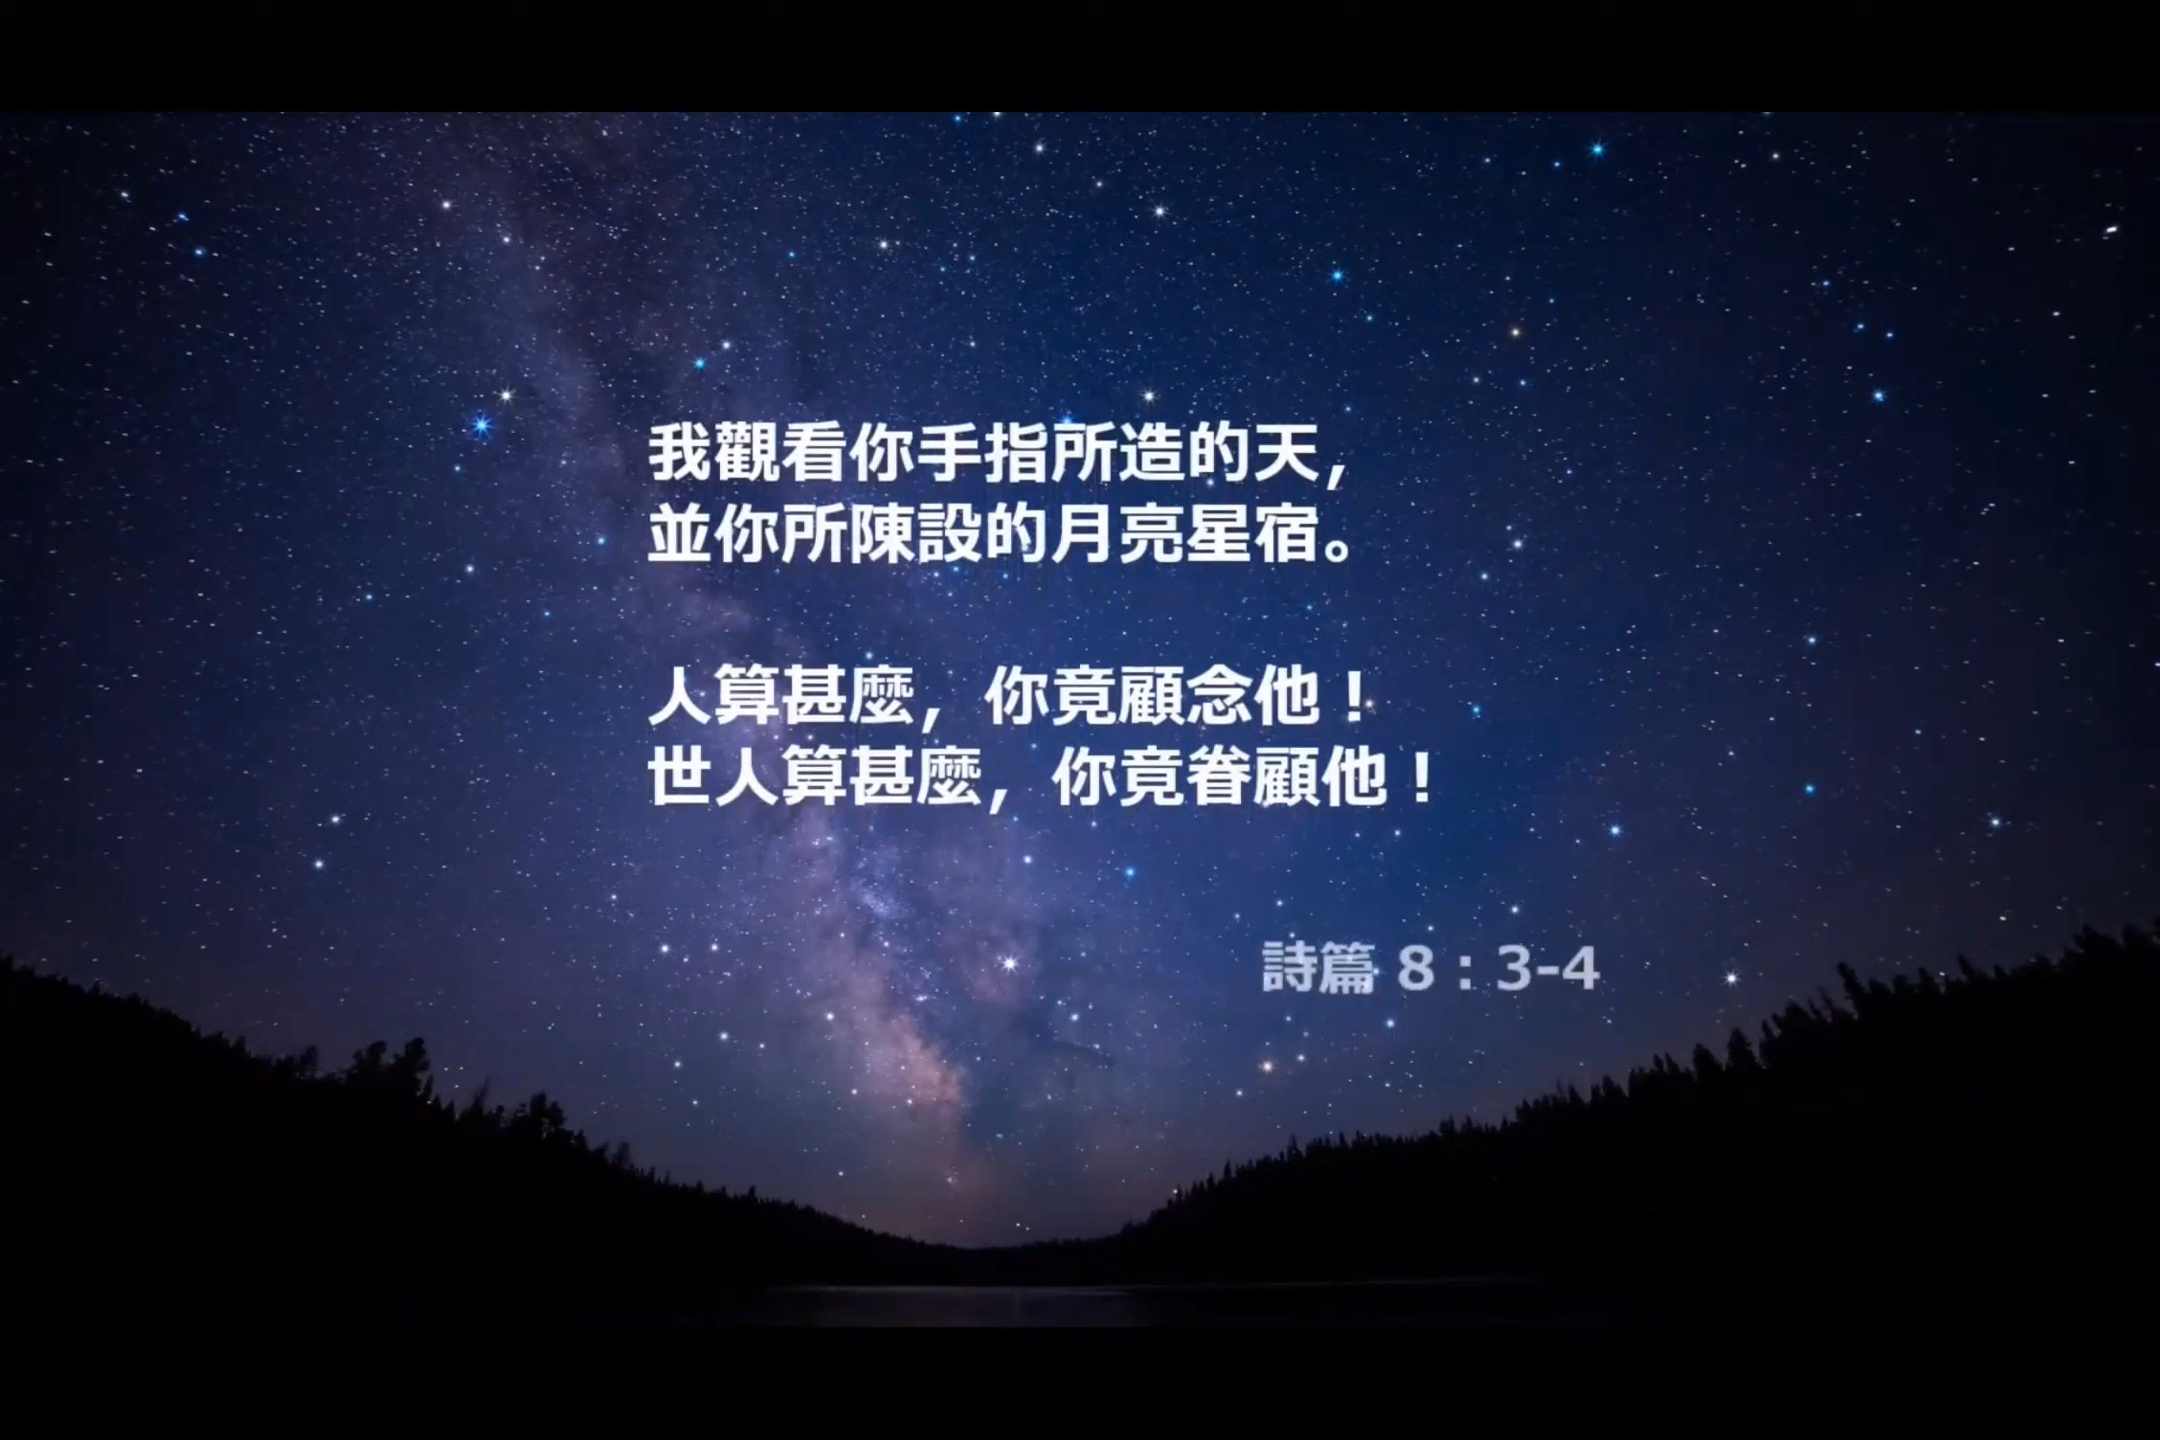 我觀看你手指所造的天，
並你所陳設的月亮星宿。
人算甚麼，你竟顧念他！
世人算甚麼，你竟眷顧他！
詩篇 8：3-4